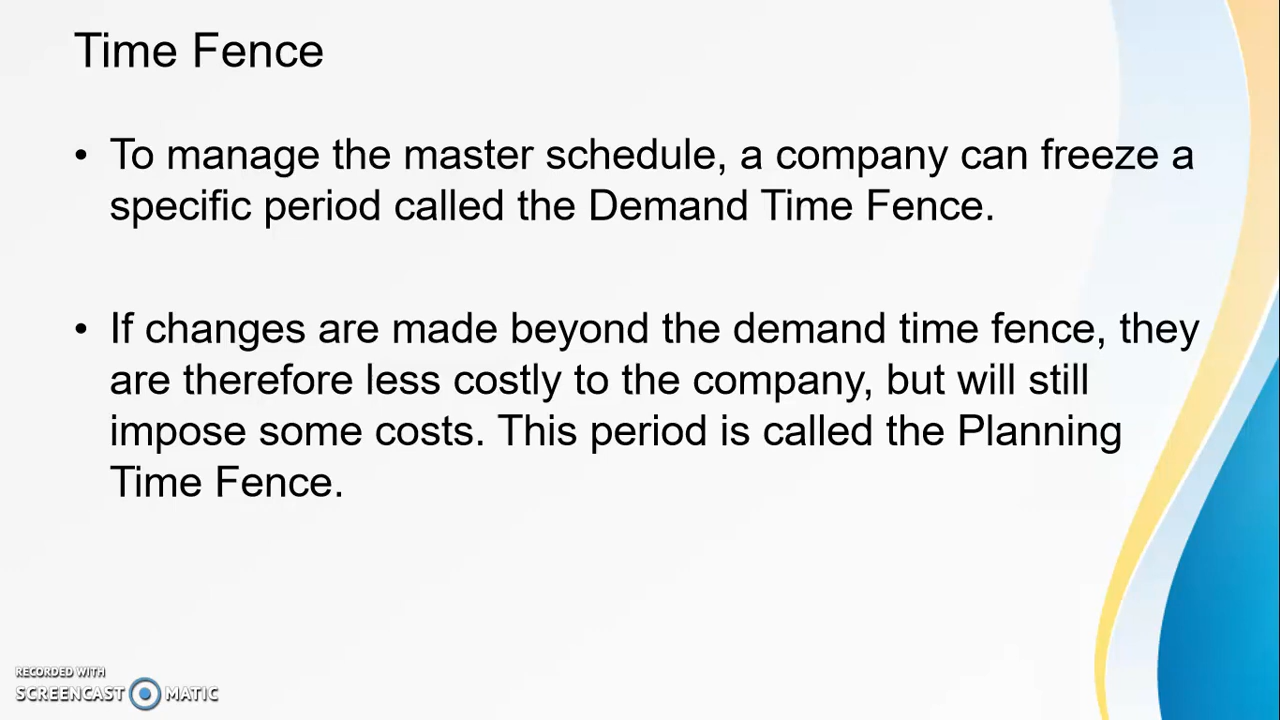 Time Fence
• To manage the master schedule, a company can freeze a
specific period called the Demand Time Fence.
• If changes are made beyond the demand time fence, they
are therefore less costly to the company, but will still
impose some costs. This period is called the Planning
Time Fence.
RECORDED WITH
SCREENCAST MATIC